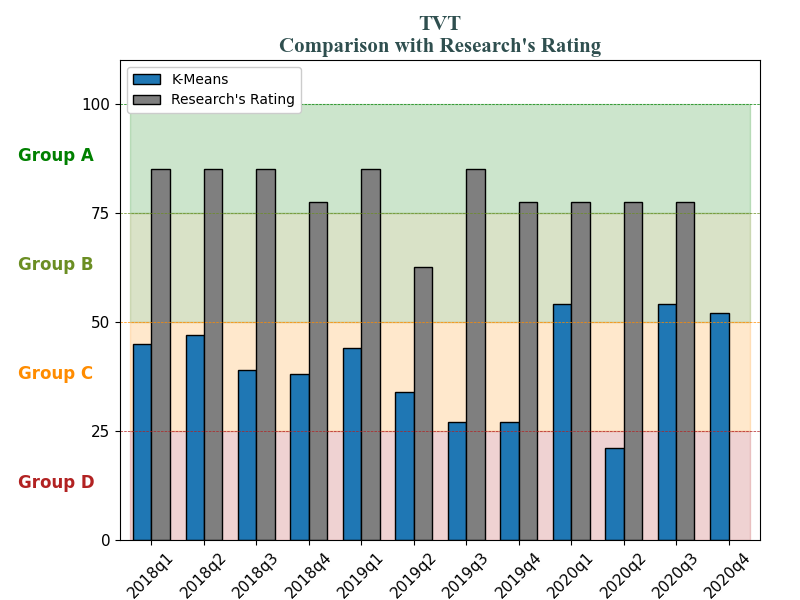 TVT
Comparison with Research's Rating
K-Means
Research's Rating
100
Group A
75
Group B
50
Group C
25
Group D
0
2018q1 2018q2 2018q3 2018q4 2019q1 2019q2 2019q3 2019q4 2020q1 2020q2 2020q3 2020q4